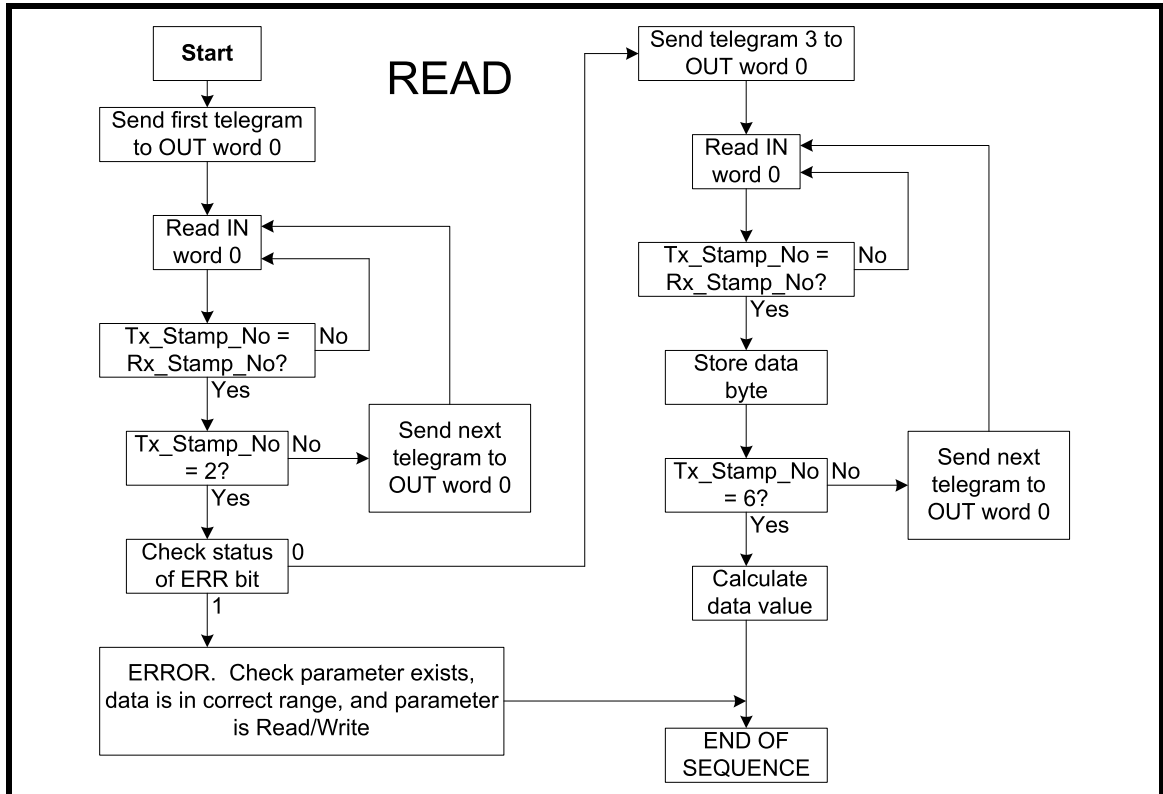 READ
Start
Send first telegram
to OUT word 0
Read IN
word 0
Tx_Stamp_No =
Rx_Stamp_No?
No
Yes
Tx_Stamp_No
= 2?
No
Send next
telegram to
OUT word 0
Yes
Check status
of ERR bit
0
1
ERROR.  Check parameter exists,
data is in correct range, and parameter
is Read/Write
Send telegram 3 to
OUT word 0
Read IN
word 0
Tx_Stamp_No =
Rx_Stamp_No?
No
Yes
Store data
byte
Tx_Stamp_No
= 6?
No
Send next
telegram to
OUT word 0
Yes
Calculate
data value
END OF
SEQUENCE